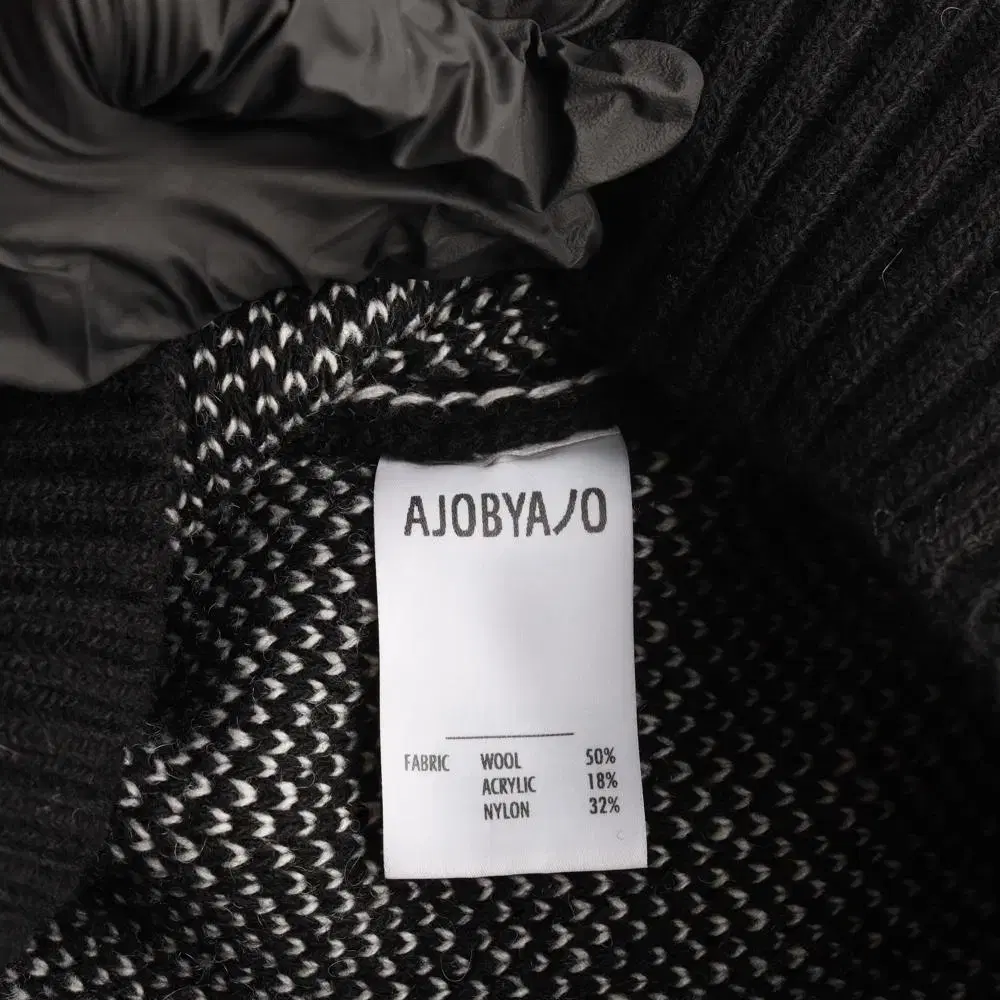 AJOBYAJO
FABRIC WOOL 50%
ACRYLIC 18%
NYLON 32%